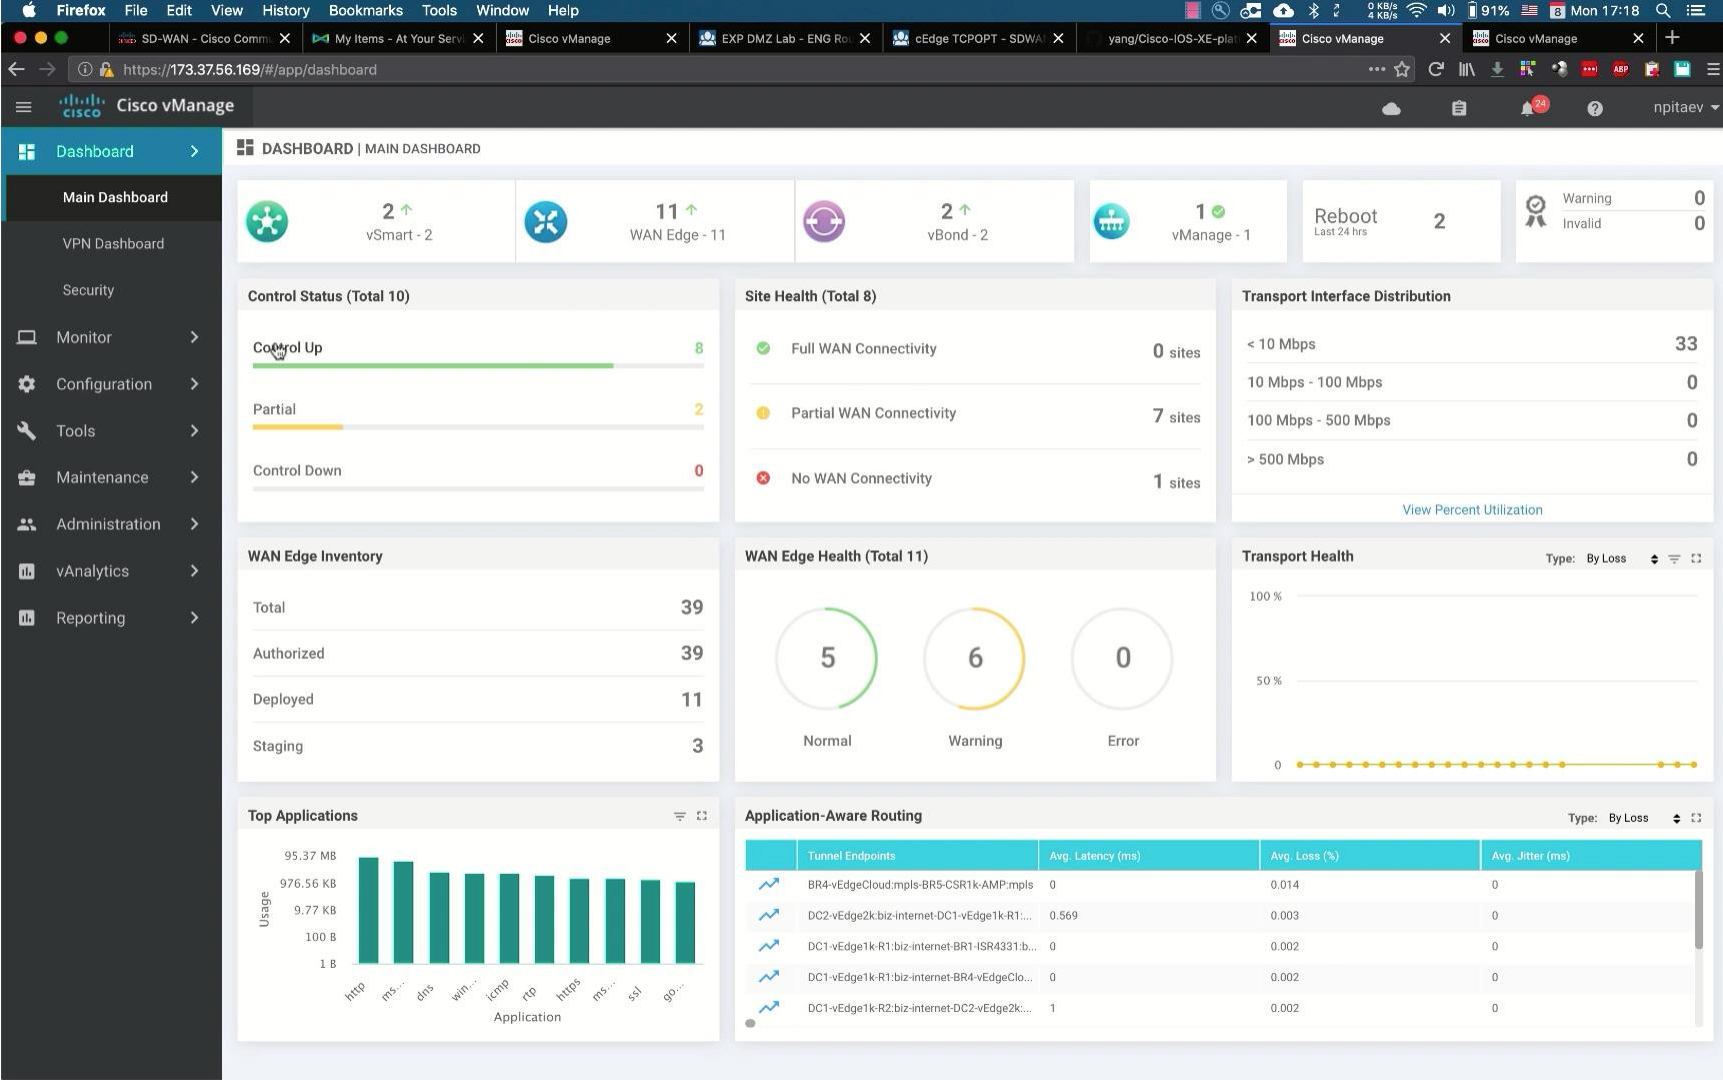 Firefox File Edit View History Bookmarks Tools Window Help
0 KB/s
4 KB/s
91% 8 Mon 17:18
SD-WAN - Cisco Comm
My Items - At Your Serv
Cisco vManage
EXP DMZ Lab - ENG Ro
cEdge TCPOPT - SDWA
yang/Cisco-IOS-XE-plat
Cisco vManage
Cisco vManage
https://173.37.56.169/#/app/dashboard
ABP
cisco Cisco vManage
24
npitaev
Dashboard
Main Dashboard
VPN Dashboard
Security
Monitor
Configuration
Tools
Maintenance
Administration
vAnalytics
Reporting
DASHBOARD | MAIN DASHBOARD
2
vSmart - 2
11
WAN Edge - 11
2
vBond - 2
1
vManage - 1
Reboot
Last 24 hrs
2
Warning 0
Invalid 0
Control Status (Total 10)
Control Up 8
Partial 2
Control Down 0
Site Health (Total 8)
Full WAN Connectivity 0 sites
Partial WAN Connectivity 7 sites
No WAN Connectivity 1 sites
Transport Interface Distribution
< 10 Mbps 33
10 Mbps - 100 Mbps 0
100 Mbps - 500 Mbps 0
> 500 Mbps 0
View Percent Utilization
WAN Edge Inventory
Total 39
Authorized 39
Deployed 11
Staging 3
WAN Edge Health (Total 11)
5 6 0
Normal Warning Error
Transport Health
Type: By Loss
100 %
50 %
0
Top Applications
95.37 MB
976.56 KB
9.77 KB
100 B
1 B
Usage
http ms... dns win... icmp rtp https ms... ssl go...
Application
Application-Aware Routing
Type: By Loss
Tunnel Endpoints Avg. Latency (ms) Avg. Loss (%) Avg. Jitter (ms)
BR4-vEdgeCloud:mpls-BR5-CSR1k-AMP:mpls 0 0.014 0
DC2-vEdge2k:biz-internet-DC1-vEdge1k-R1:... 0.569 0.003 0
DC1-vEdge1k-R1:biz-internet-BR1-ISR4331:b... 0 0.002 0
DC1-vEdge1k-R1:biz-internet-BR4-vEdgeClo... 0 0.002 0
DC1-vEdge1k-R2:biz-internet-DC2-vEdge2k:... 1 0.002 0